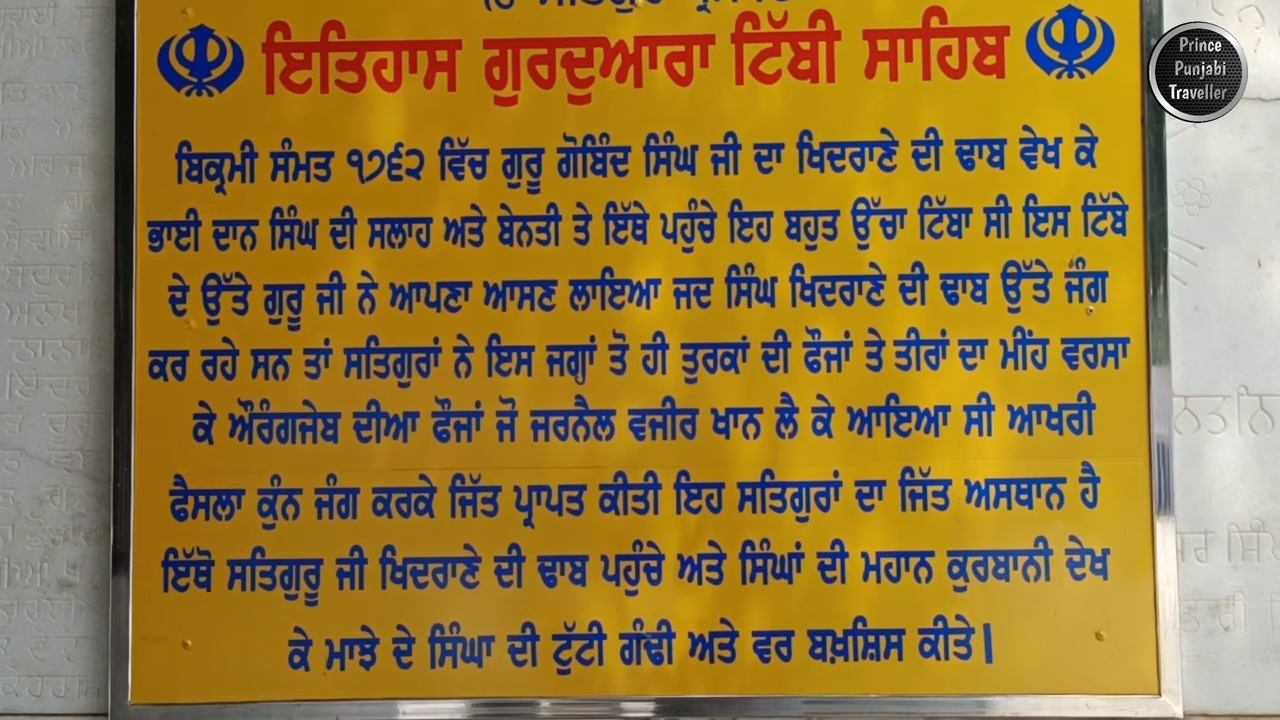 ਇਤਿਹਾਸ ਗੁਰਦੁਆਰਾ ਟਿੱਬੀ ਸਾਹਿਬ
Prince
Punjabi
Traveller
ਬਿਕ੍ਰਮੀ ਸੰਮਤ ੧੭੬੨ ਵਿੱਚ ਗੁਰੂ ਗੋਬਿੰਦ ਸਿੰਘ ਜੀ ਦਾ ਖਿਦਰਾਣੇ ਦੀ ਢਾਬ ਵੇਖ ਕੇ
ਭਾਈ ਦਾਨ ਸਿੰਘ ਦੀ ਸਲਾਹ ਅਤੇ ਬੇਨਤੀ ਤੇ ਇੱਥੇ ਪਹੁੰਚੇ ਇਹ ਬਹੁਤ ਉੱਚਾ ਟਿੱਬਾ ਸੀ ਇਸ ਟਿੱਬੇ
ਦੇ ਉੱਤੇ ਗੁਰੂ ਜੀ ਨੇ ਆਪਣਾ ਆਸਣ ਲਾਇਆ ਜਦ ਸਿੰਘ ਖਿਦਰਾਣੇ ਦੀ ਢਾਬ ਉੱਤੇ ਜੰਗ
ਕਰ ਰਹੇ ਸਨ ਤਾਂ ਸਤਿਗੁਰਾਂ ਨੇ ਇਸ ਜਗ੍ਹਾਂ ਤੋ ਹੀ ਤੁਰਕਾਂ ਦੀ ਫੌਜਾਂ ਤੇ ਤੀਰਾਂ ਦਾ ਮੀਂਹ ਵਰਸਾ
ਕੇ ਔਰੰਗਜੇਬ ਦੀਆ ਫੌਜਾਂ ਜੋ ਜਰਨੈਲ ਵਜੀਰ ਖਾਨ ਲੈ ਕੇ ਆਇਆ ਸੀ ਆਖਰੀ
ਫੈਸਲਾ ਕੁੰਨ ਜੰਗ ਕਰਕੇ ਜਿੱਤ ਪ੍ਰਾਪਤ ਕੀਤੀ ਇਹ ਸਤਿਗੁਰਾਂ ਦਾ ਜਿੱਤ ਅਸਥਾਨ ਹੈ
ਇੱਥੋ ਸਤਿਗੁਰੂ ਜੀ ਖਿਦਰਾਣੇ ਦੀ ਢਾਬ ਪਹੁੰਚੇ ਅਤੇ ਸਿੰਘਾਂ ਦੀ ਮਹਾਨ ਕੁਰਬਾਨੀ ਦੇਖ
ਕੇ ਮਾਝੇ ਦੇ ਸਿੰਘਾ ਦੀ ਟੁੱਟੀ ਗੰਢੀ ਅਤੇ ਵਰ ਬਖ਼ਸ਼ਿਸ ਕੀਤੇ।